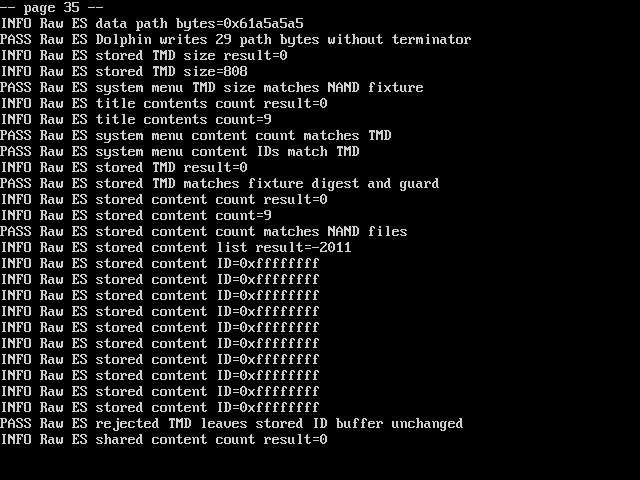 -- page 35 --
INFO Raw ES data path bytes=0x61a5a5a5
PASS Raw ES Dolphin writes 29 path bytes without terminator
INFO Raw ES stored TMD size result=0
INFO Raw ES stored TMD size=808
PASS Raw ES system menu TMD size matches NAND fixture
INFO Raw ES title contents count result=0
INFO Raw ES title contents count=9
PASS Raw ES system menu content count matches TMD
PASS Raw ES system menu content IDs match TMD
INFO Raw ES stored TMD result=0
PASS Raw ES stored TMD matches fixture digest and guard
INFO Raw ES stored content count result=0
INFO Raw ES stored content count=9
PASS Raw ES stored content count matches NAND files
INFO Raw ES stored content list result=-2011
INFO Raw ES stored content ID=0xffffffff
INFO Raw ES stored content ID=0xffffffff
INFO Raw ES stored content ID=0xffffffff
INFO Raw ES stored content ID=0xffffffff
INFO Raw ES stored content ID=0xffffffff
INFO Raw ES stored content ID=0xffffffff
INFO Raw ES stored content ID=0xffffffff
INFO Raw ES stored content ID=0xffffffff
INFO Raw ES stored content ID=0xffffffff
INFO Raw ES stored content ID=0xffffffff
PASS Raw ES rejected TMD leaves stored ID buffer unchanged
INFO Raw ES shared content count result=0